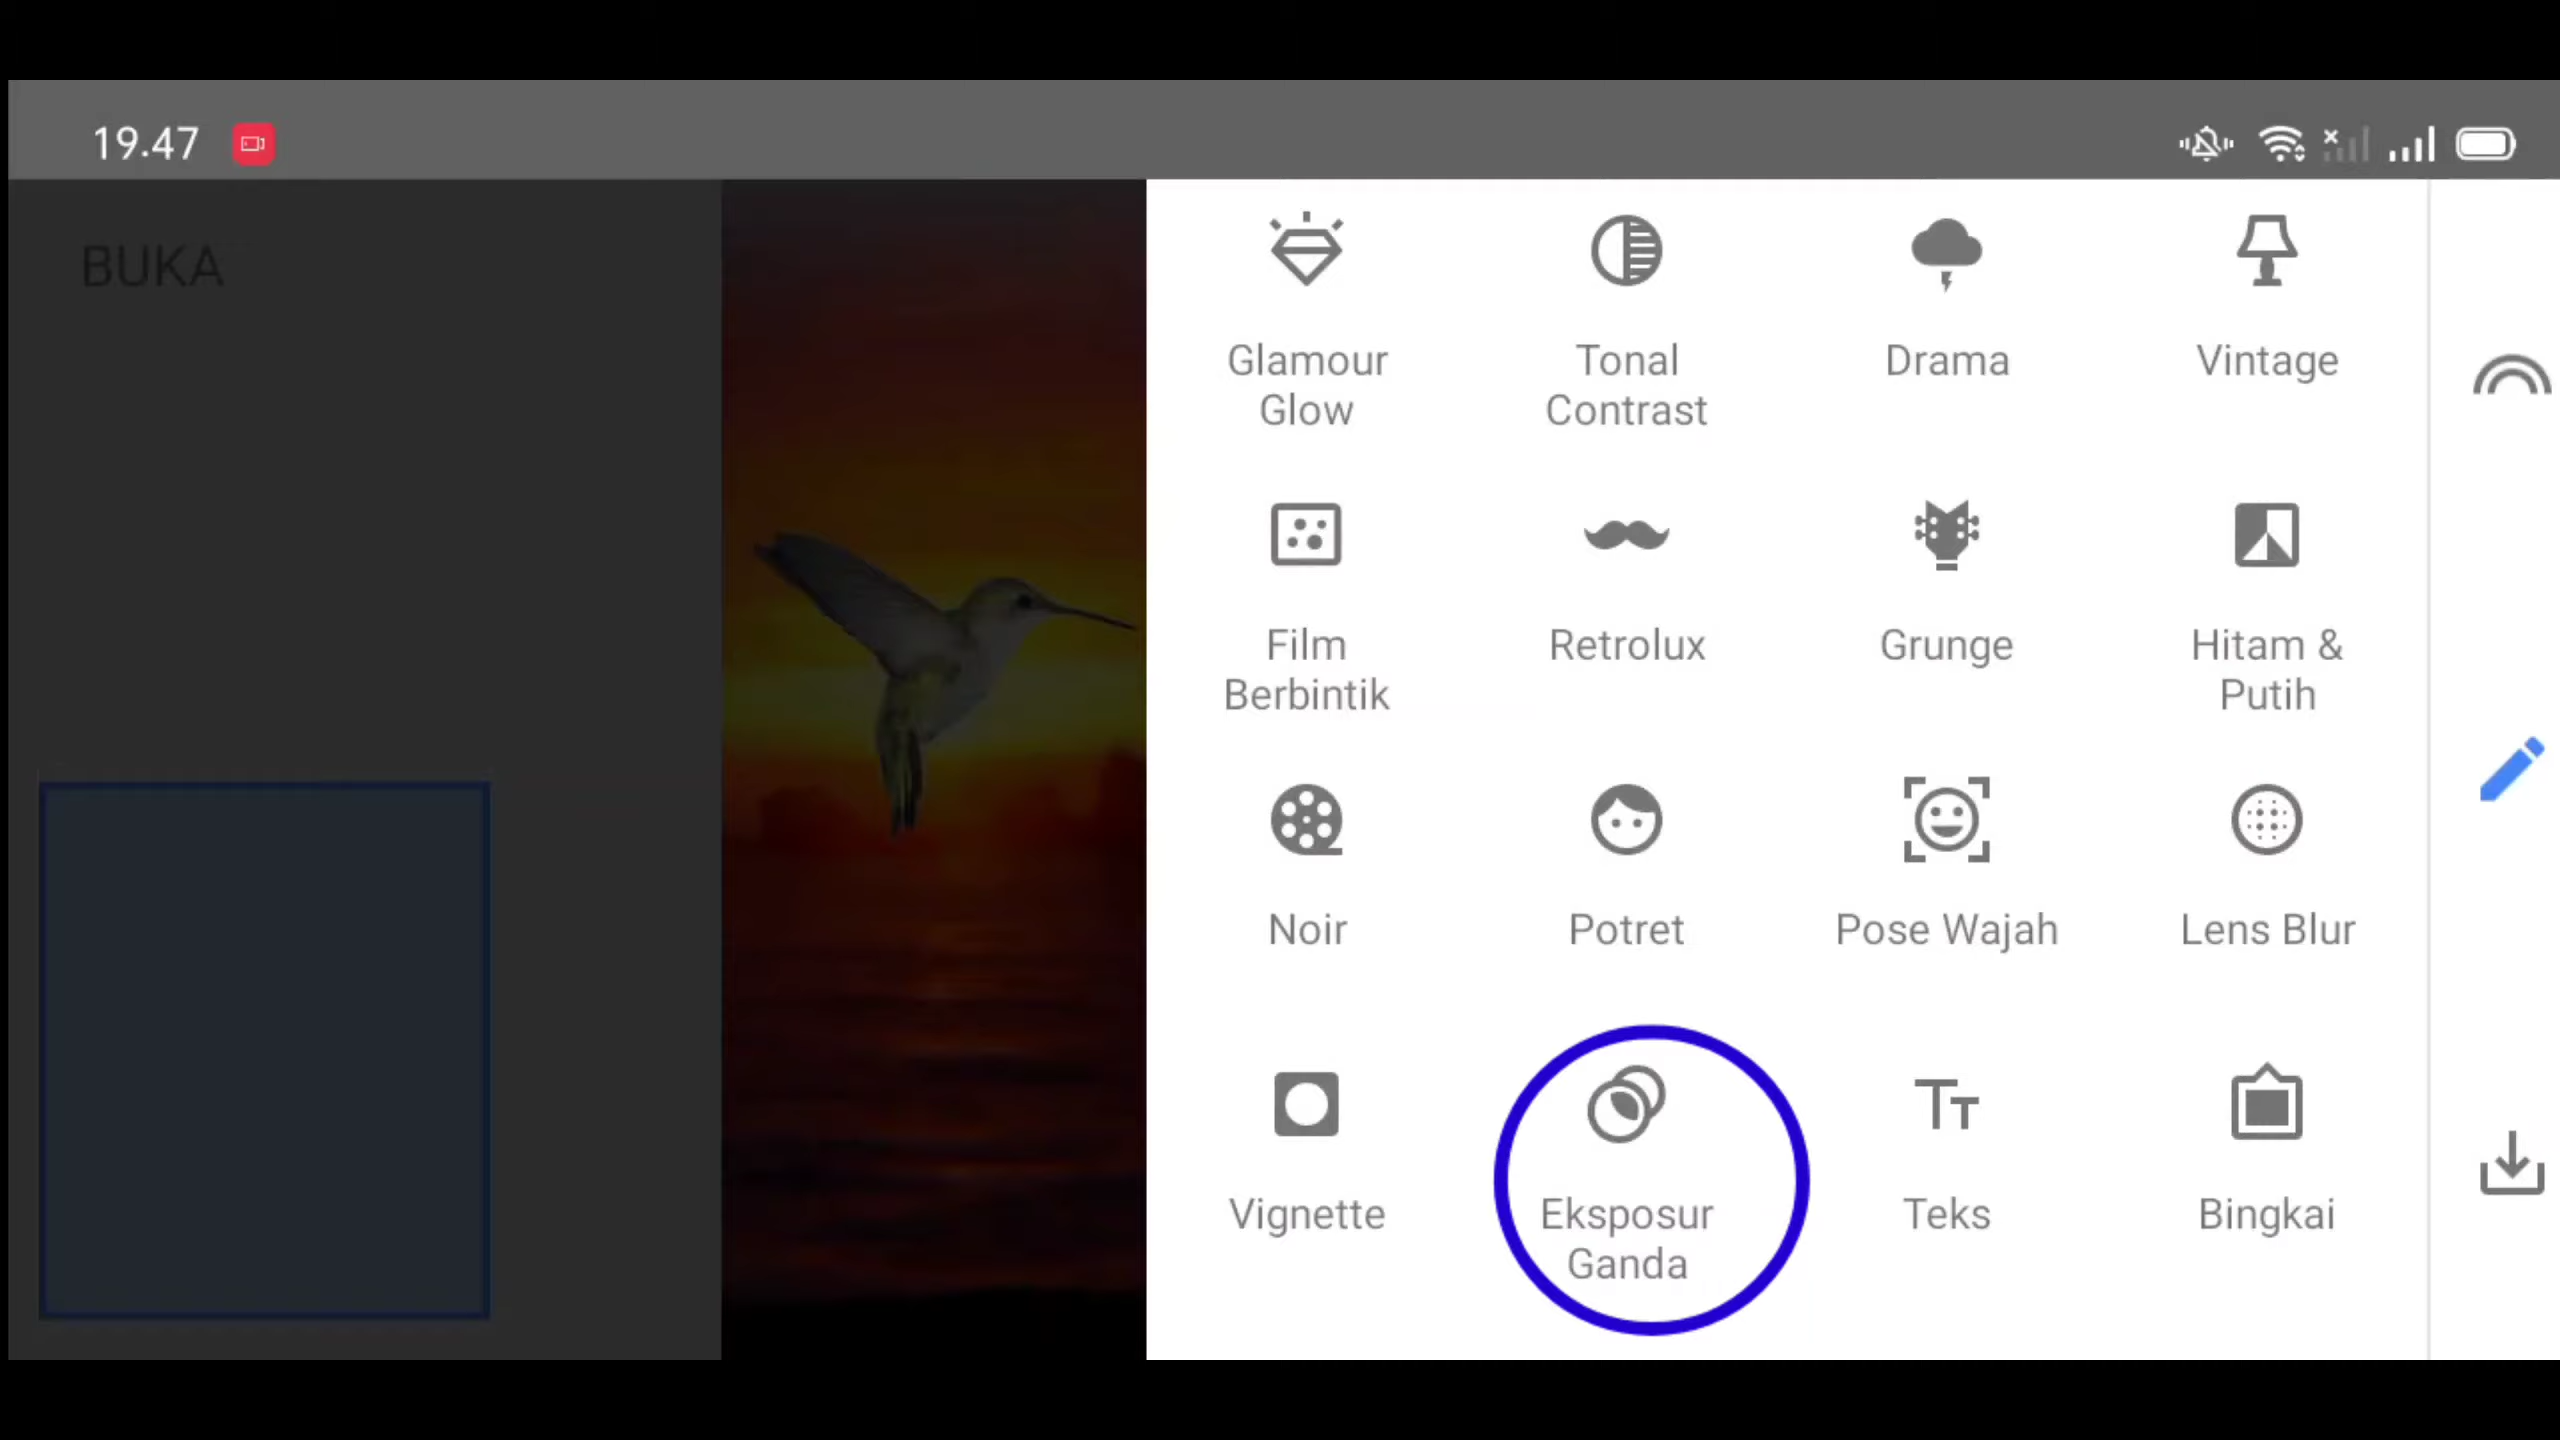 19.47
BUKA
Glamour
Glow
Tonal
Contrast
Drama
Vintage
Film
Berbintik
Retrolux
Grunge
Hitam &
Putih
Noir
Potret
Pose Wajah
Lens Blur
Vignette
Eksposur
Ganda
Teks
Bingkai